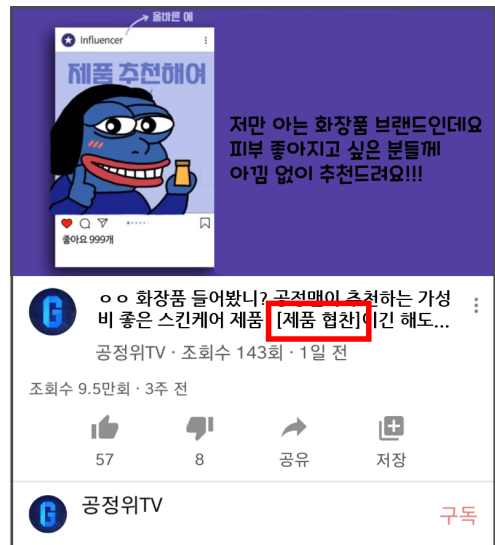 올바른 예
Influencer
제품 추천해여
저만 아는 화장품 브랜드인데요
피부 좋아지고 싶은 분들께
아낌 없이 추천드려요!!!
좋아요 999개
G
ㅇㅇ 화장품 들어봤니? 공정맨이 추천하는 가성
비 좋은 스킨케어 제품 [제품 협찬]이긴 해도...
공정위TV · 조회수 143회 · 1일 전
조회수 9.5만회 · 3주 전
57
8
공유
저장
G
공정위TV
구독